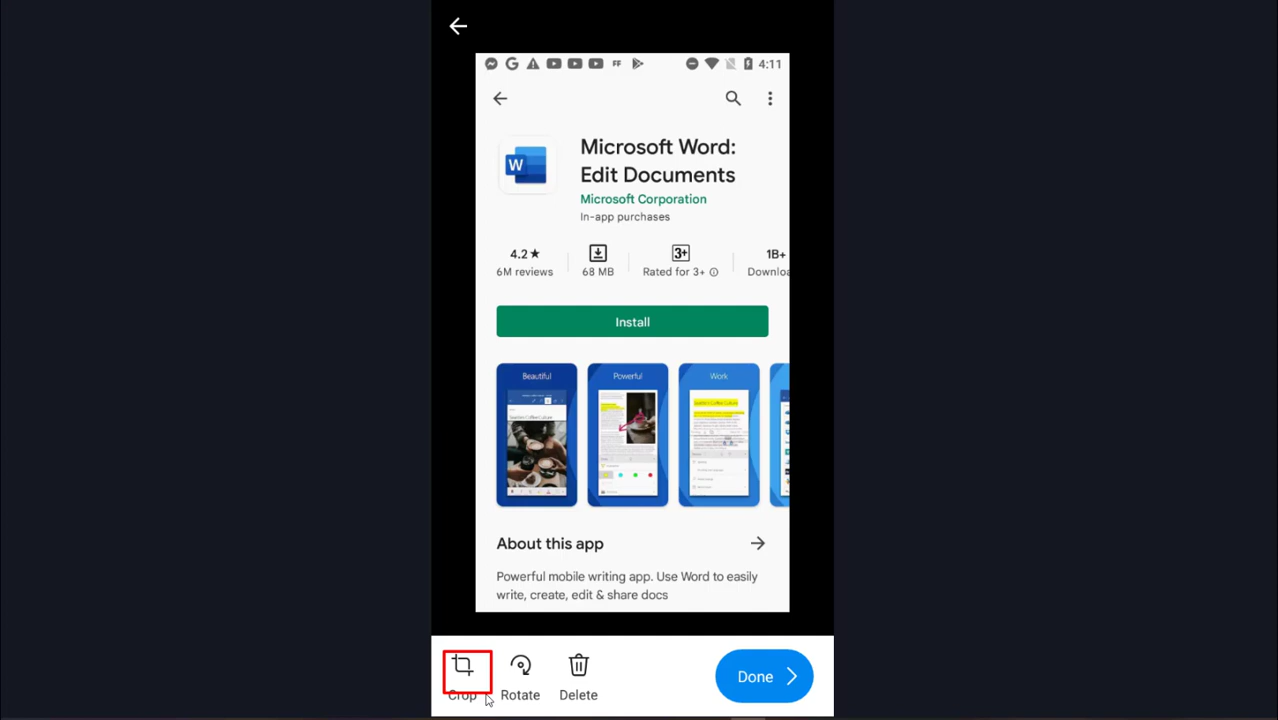 4:11
Microsoft Word:
Edit Documents
Microsoft Corporation
In-app purchases
4.2★
6M reviews
68 MB
3+
Rated for 3+
1B+
Downloa
Install
Beautiful
Powerful
Work
About this app
Powerful mobile writing app. Use Word to easily
write, create, edit & share docs
Crop
Rotate
Delete
Done